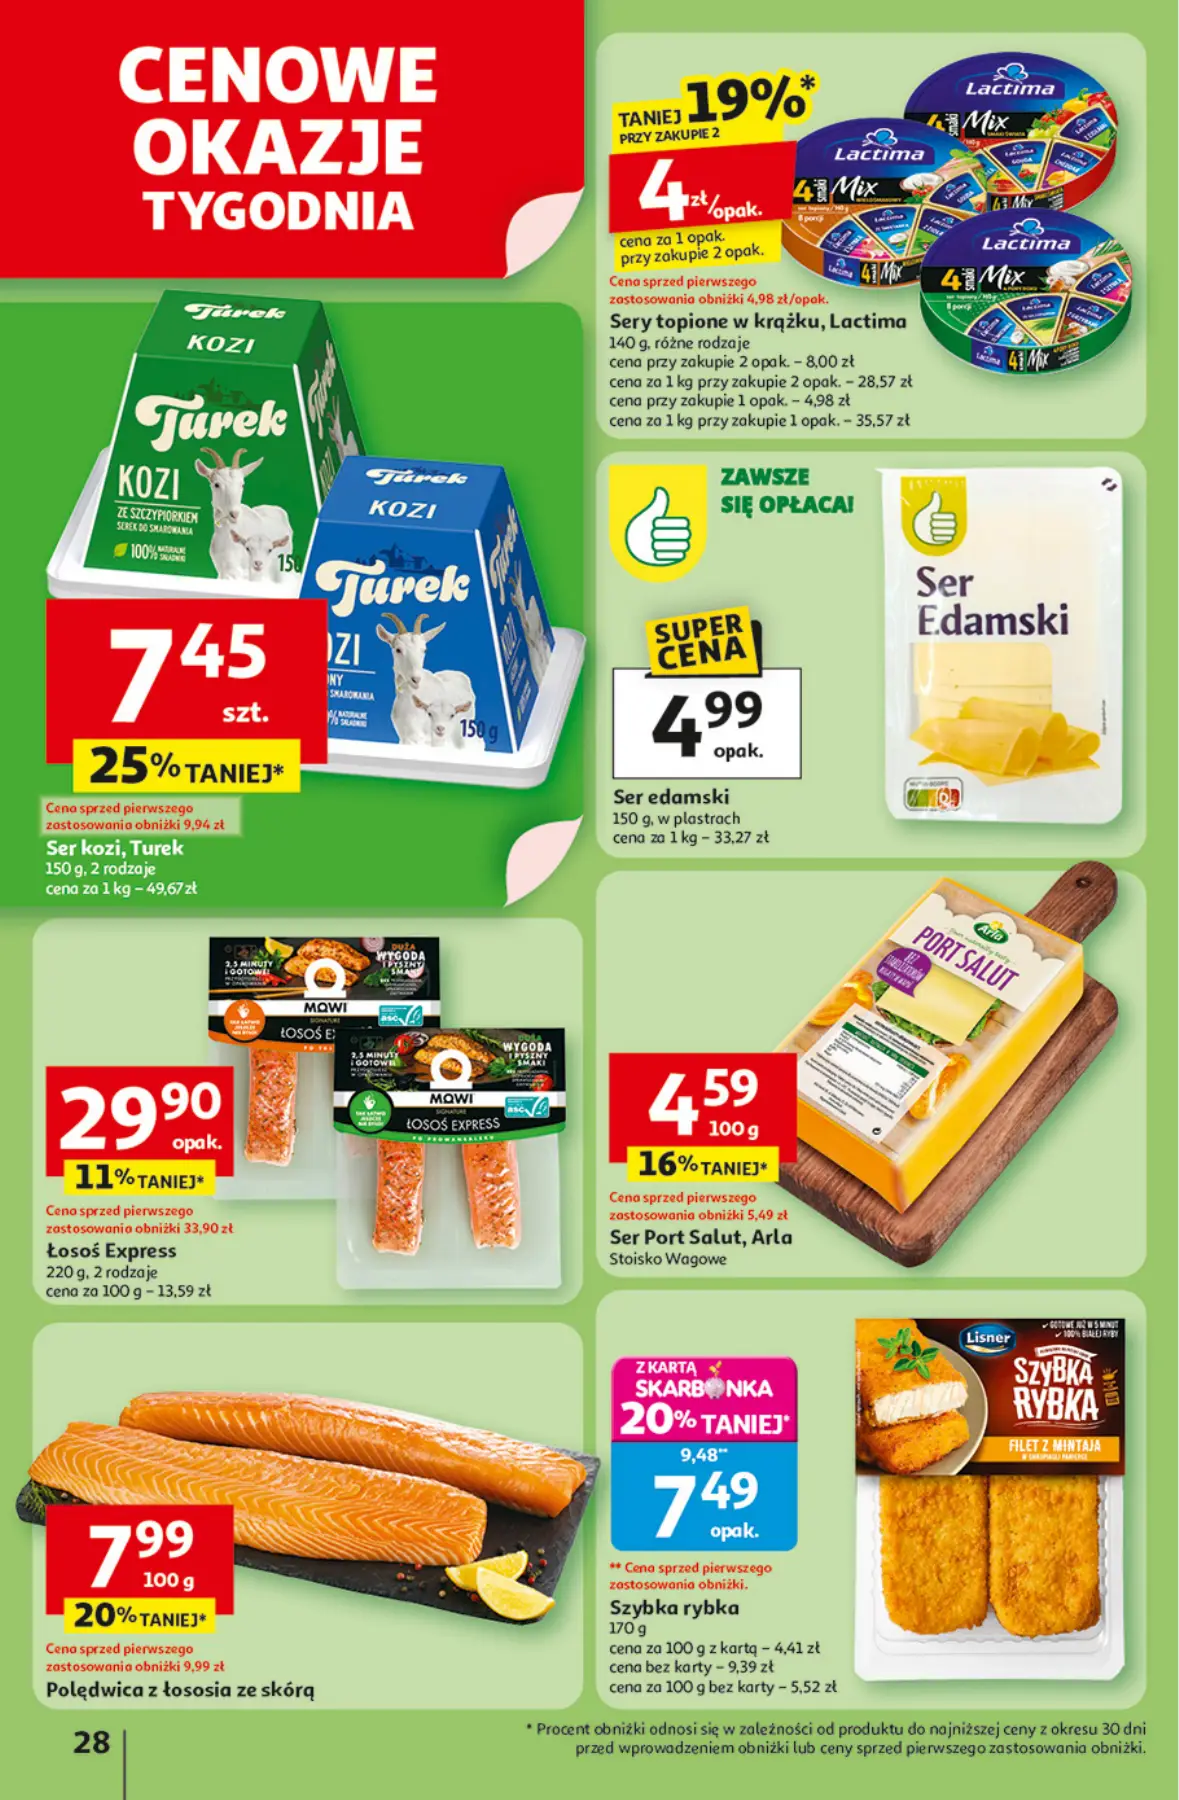 CENOWE
OKAZJE
TYGODNIA
TANIEJ 19%*
PRZY ZAKUPIE 2
4 zł/opak.
cena za 1 opak.
przy zakupie 2 opak.
Cena sprzed pierwszego
zastosowania obniżki 4,98 zł/opak.
Sery topione w krążku, Lactima
140 g, różne rodzaje
cena przy zakupie 2 opak. – 8,00 zł
cena za 1 kg przy zakupie 2 opak. – 28,57 zł
cena przy zakupie 1 opak. – 4,98 zł
cena za 1 kg przy zakupie 1 opak. – 35,57 zł
Lactima
4 smaki Mix
Lactima
4 smaki Mix
8 porcji
Lactima
4 smaki Mix
8 porcji
Turek
KOZI
Turek
KOZI
ZE SZCZYPIORKIEM
SEREK DO SMAROWANIA
100% NATURALNE SKŁADNIKI
150
Turek
KOZI
Turek
150 g
7 45
szt.
25% TANIEJ*
Cena sprzed pierwszego
zastosowania obniżki 9,94 zł
Ser kozi, Turek
150 g, 2 rodzaje
cena za 1 kg – 49,67 zł
ZAWSZE
SIĘ OPŁACA!
SUPER
CENA
4 99
opak.
Ser edamski
150 g, w plastrach
cena za 1 kg – 33,27 zł
Ser
Edamski
2,5 MINUTY
I GOTOWE!
DUŻA
WYGODA
I PYSZNY
SMAK!
MOWI
SIGNATURE
ŁOSOŚ
asc
2,5 MINUTY
I GOTOWE!
DUŻA
WYGODA
I PYSZNY
SMAK!
MOWI
SIGNATURE
ŁOSOŚ EXPRESS
asc
29 90
opak.
11% TANIEJ*
Cena sprzed pierwszego
zastosowania obniżki 33,90 zł
Łosoś Express
220 g, 2 rodzaje
cena za 100 g – 13,59 zł
Arla
PORT SALUT
4 59
100 g
16% TANIEJ*
Cena sprzed pierwszego
zastosowania obniżki 5,49 zł
Ser Port Salut, Arla
Stoisko Wagowe
7 99
100 g
20% TANIEJ*
Cena sprzed pierwszego
zastosowania obniżki 9,99 zł
Polędwica z łososia ze skórą
Z KARTĄ
SKARBONKA
20% TANIEJ*
9,48**
7 49
opak.
** Cena sprzed pierwszego
zastosowania obniżki.
Szybka rybka
170 g
cena za 100 g z kartą – 4,41 zł
cena bez karty – 9,39 zł
cena za 100 g bez karty – 5,52 zł
Lisner
GOTOWE JUŻ W 5 MINUT
100% BIAŁEJ RYBY
SZYBKA
RYBKA
FILET Z MINTAJA
W CHRUPIĄCEJ PANIERCE
* Procent obniżki odnosi się w zależności od produktu do najniższej ceny z okresu 30 dni
przed wprowadzeniem obniżki lub ceny sprzed pierwszego zastosowania obniżki.
28